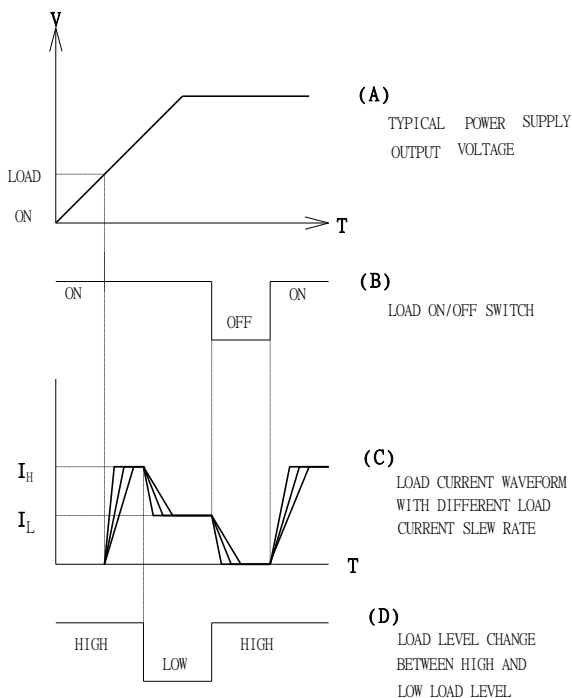 V
(A)
TYPICAL POWER SUPPLY
OUTPUT VOLTAGE
LOAD
ON
T
ON
OFF
ON
(B)
LOAD ON/OFF SWITCH
(C)
LOAD CURRENT WAVEFORM
WITH DIFFERENT LOAD
CURRENT SLEW RATE
IH
IL
T
(D)
HIGH
LOW
HIGH
LOAD LEVEL CHANGE
BETWEEN HIGH AND
LOW LOAD LEVEL